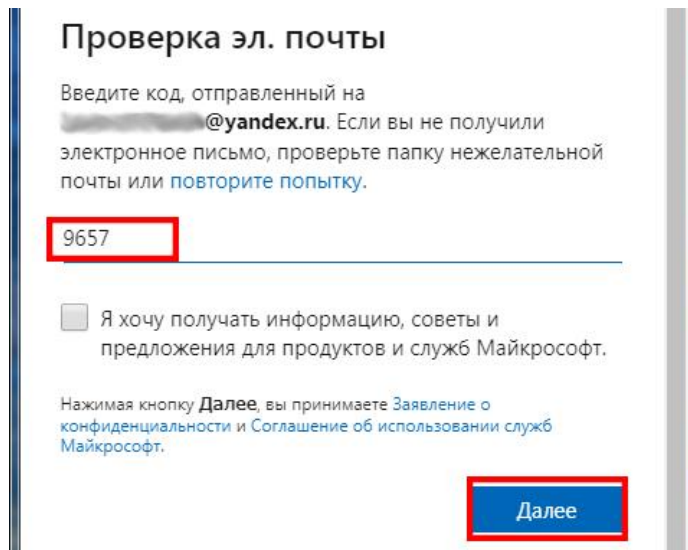 Проверка эл. почты
Введите код, отправленный на
@yandex.ru. Если вы не получили
электронное письмо, проверьте папку нежелательной
почты или повторите попытку.
9657
Я хочу получать информацию, советы и
предложения для продуктов и служб Майкрософт.
Нажимая кнопку Далее, вы принимаете Заявление о
конфиденциальности и Соглашение об использовании служб
Майкрософт.
Далее